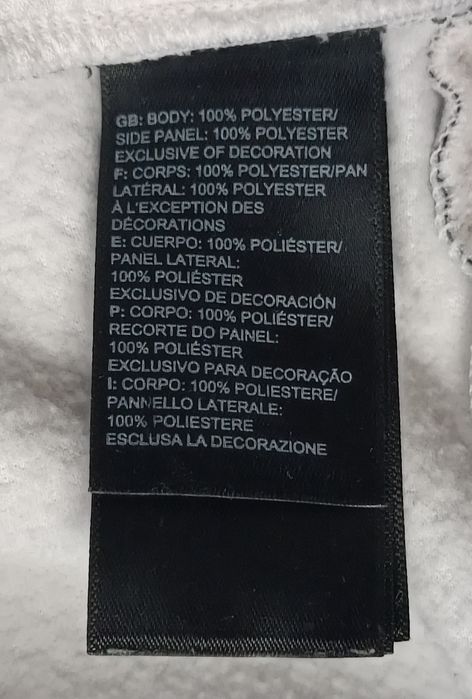 GB: BODY: 100% POLYESTER/
SIDE PANEL: 100% POLYESTER
EXCLUSIVE OF DECORATION
F: CORPS: 100% POLYESTER/PAN
LATÉRAL: 100% POLYESTER
À L'EXCEPTION DES
DÉCORATIONS
E: CUERPO: 100% POLIÉSTER/
PANEL LATERAL:
100% POLIÉSTER
EXCLUSIVO DE DECORACIÓN
P: CORPO: 100% POLIÉSTER/
RECORTE DO PAINEL:
100% POLIÉSTER
EXCLUSIVO PARA DECORAÇÃO
I: CORPO: 100% POLIESTERE/
PANNELLO LATERALE:
100% POLIESTERE
ESCLUSA LA DECORAZIONE